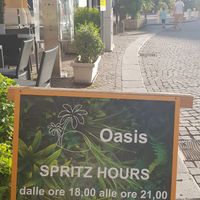 Oasis
SPRITZ HOURS
dalle ore 18,00 alle ore 21,00